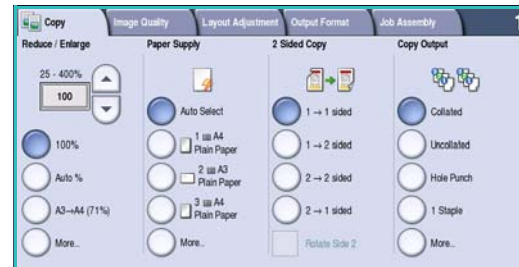 Copy
Image Quality
Layout Adjustment
Output Format
Job Assembly
1
Reduce / Enlarge
25 - 400%
100
100%
Auto %
A3→A4 (71%)
More...
Paper Supply
Auto Select
1 A4
Plain Paper
2 A3
Plain Paper
3 A4
Plain Paper
More...
2 Sided Copy
1 → 1 sided
1 → 2 sided
2 → 2 sided
2 → 1 sided
Rotate Side 2
Copy Output
Collated
Uncollated
Hole Punch
1 Staple
More...